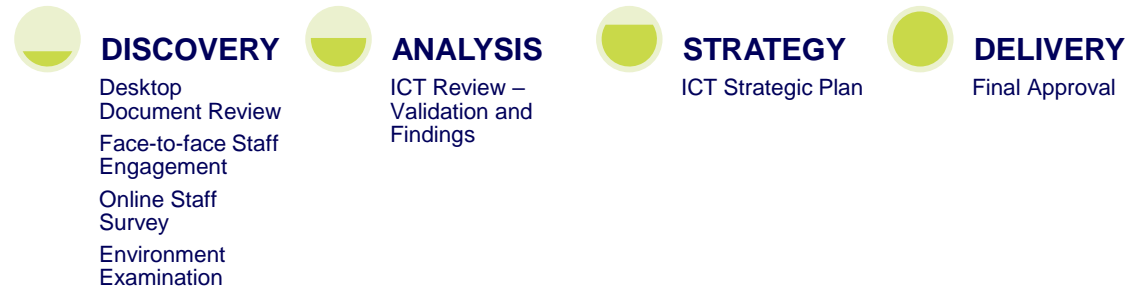 DISCOVERY
Desktop
Document Review
Face-to-face Staff
Engagement
Online Staff
Survey
Environment
Examination
ANALYSIS
ICT Review –
Validation and
Findings
STRATEGY
ICT Strategic Plan
DELIVERY
Final Approval